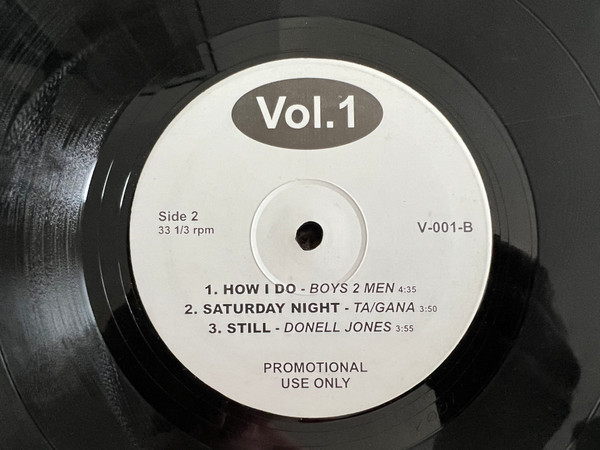 Vol.1
Side 2
33 1/3 rpm
V-001-B
1. HOW I DO - BOYS 2 MEN 4:35
2. SATURDAY NIGHT - TA/GANA 3:50
3. STILL - DONELL JONES 3:55
PROMOTIONAL
USE ONLY